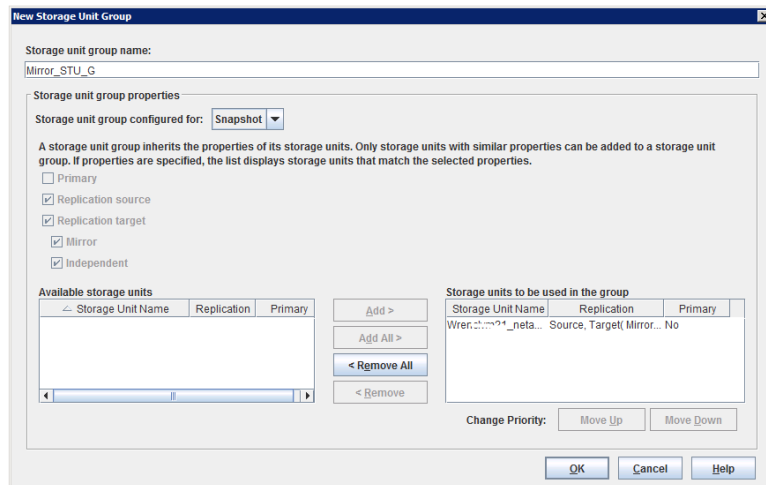 New Storage Unit Group
Storage unit group name:
Mirror_STU_G
Storage unit group properties
Storage unit group configured for: Snapshot
A storage unit group inherits the properties of its storage units. Only storage units with similar properties can be added to a storage unit
group. If properties are specified, the list displays storage units that match the selected properties.
Primary
Replication source
Replication target
Mirror
Independent
Available storage units
Storage Unit Name Replication Primary
Add >
Add All >
< Remove All
< Remove
Storage units to be used in the group
Storage Unit Name Replication Primary
Source, Target( Mirror... No
Change Priority: Move Up Move Down
OK Cancel Help